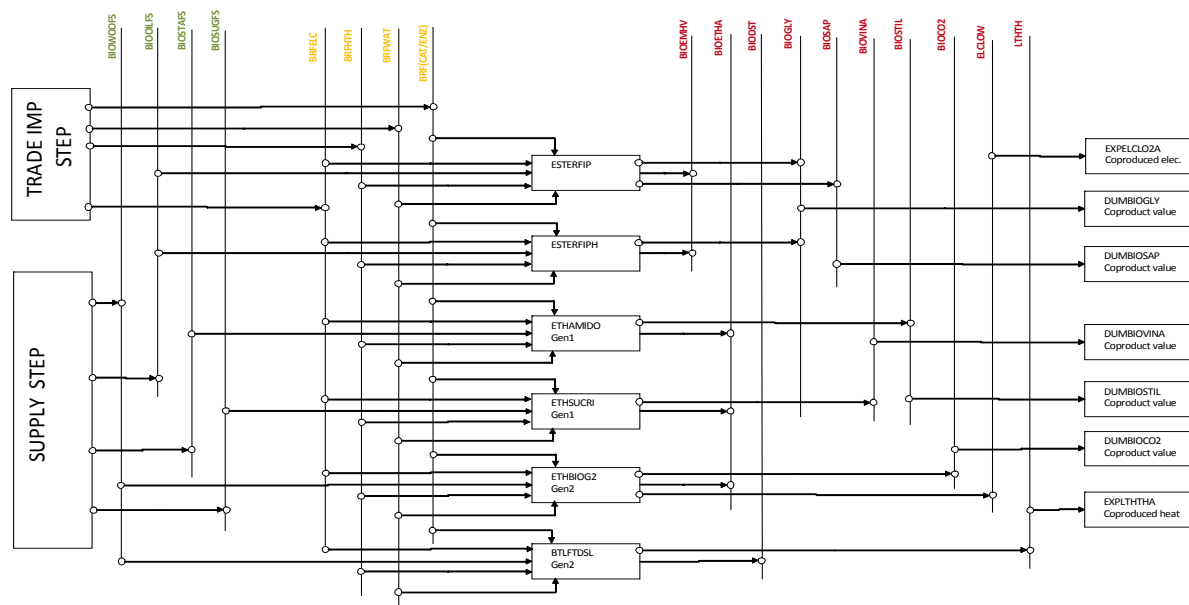 BIOWOOFS
BIOOILFS
BIOSTAFS
BIOSUGFS
BRFELC
BRFHTH
BRFWAT
BRF(CAT/ENZ)
BIOEMHV
BIOETHA
BIODST
BIOGLY
BIOSAP
BIOVINA
BIOSTIL
BIOCO2
ELCLOW
LTHTH
TRADE IMP
STEP
SUPPLY STEP
ESTERFIP
ESTERFIPH
ETHAMIDO
Gen1
ETHSUCRI
Gen1
ETHBIOG2
Gen2
BTLFTDSL
Gen2
EXPELCLO2A
Coproduced elec.
DUMBIOGLY
Coproduct value
DUMBIOSAP
Coproduct value
DUMBIOVINA
Coproduct value
DUMBIOSTIL
Coproduct value
DUMBIOCO2
Coproduct value
EXPLTHTHA
Coproduced heat